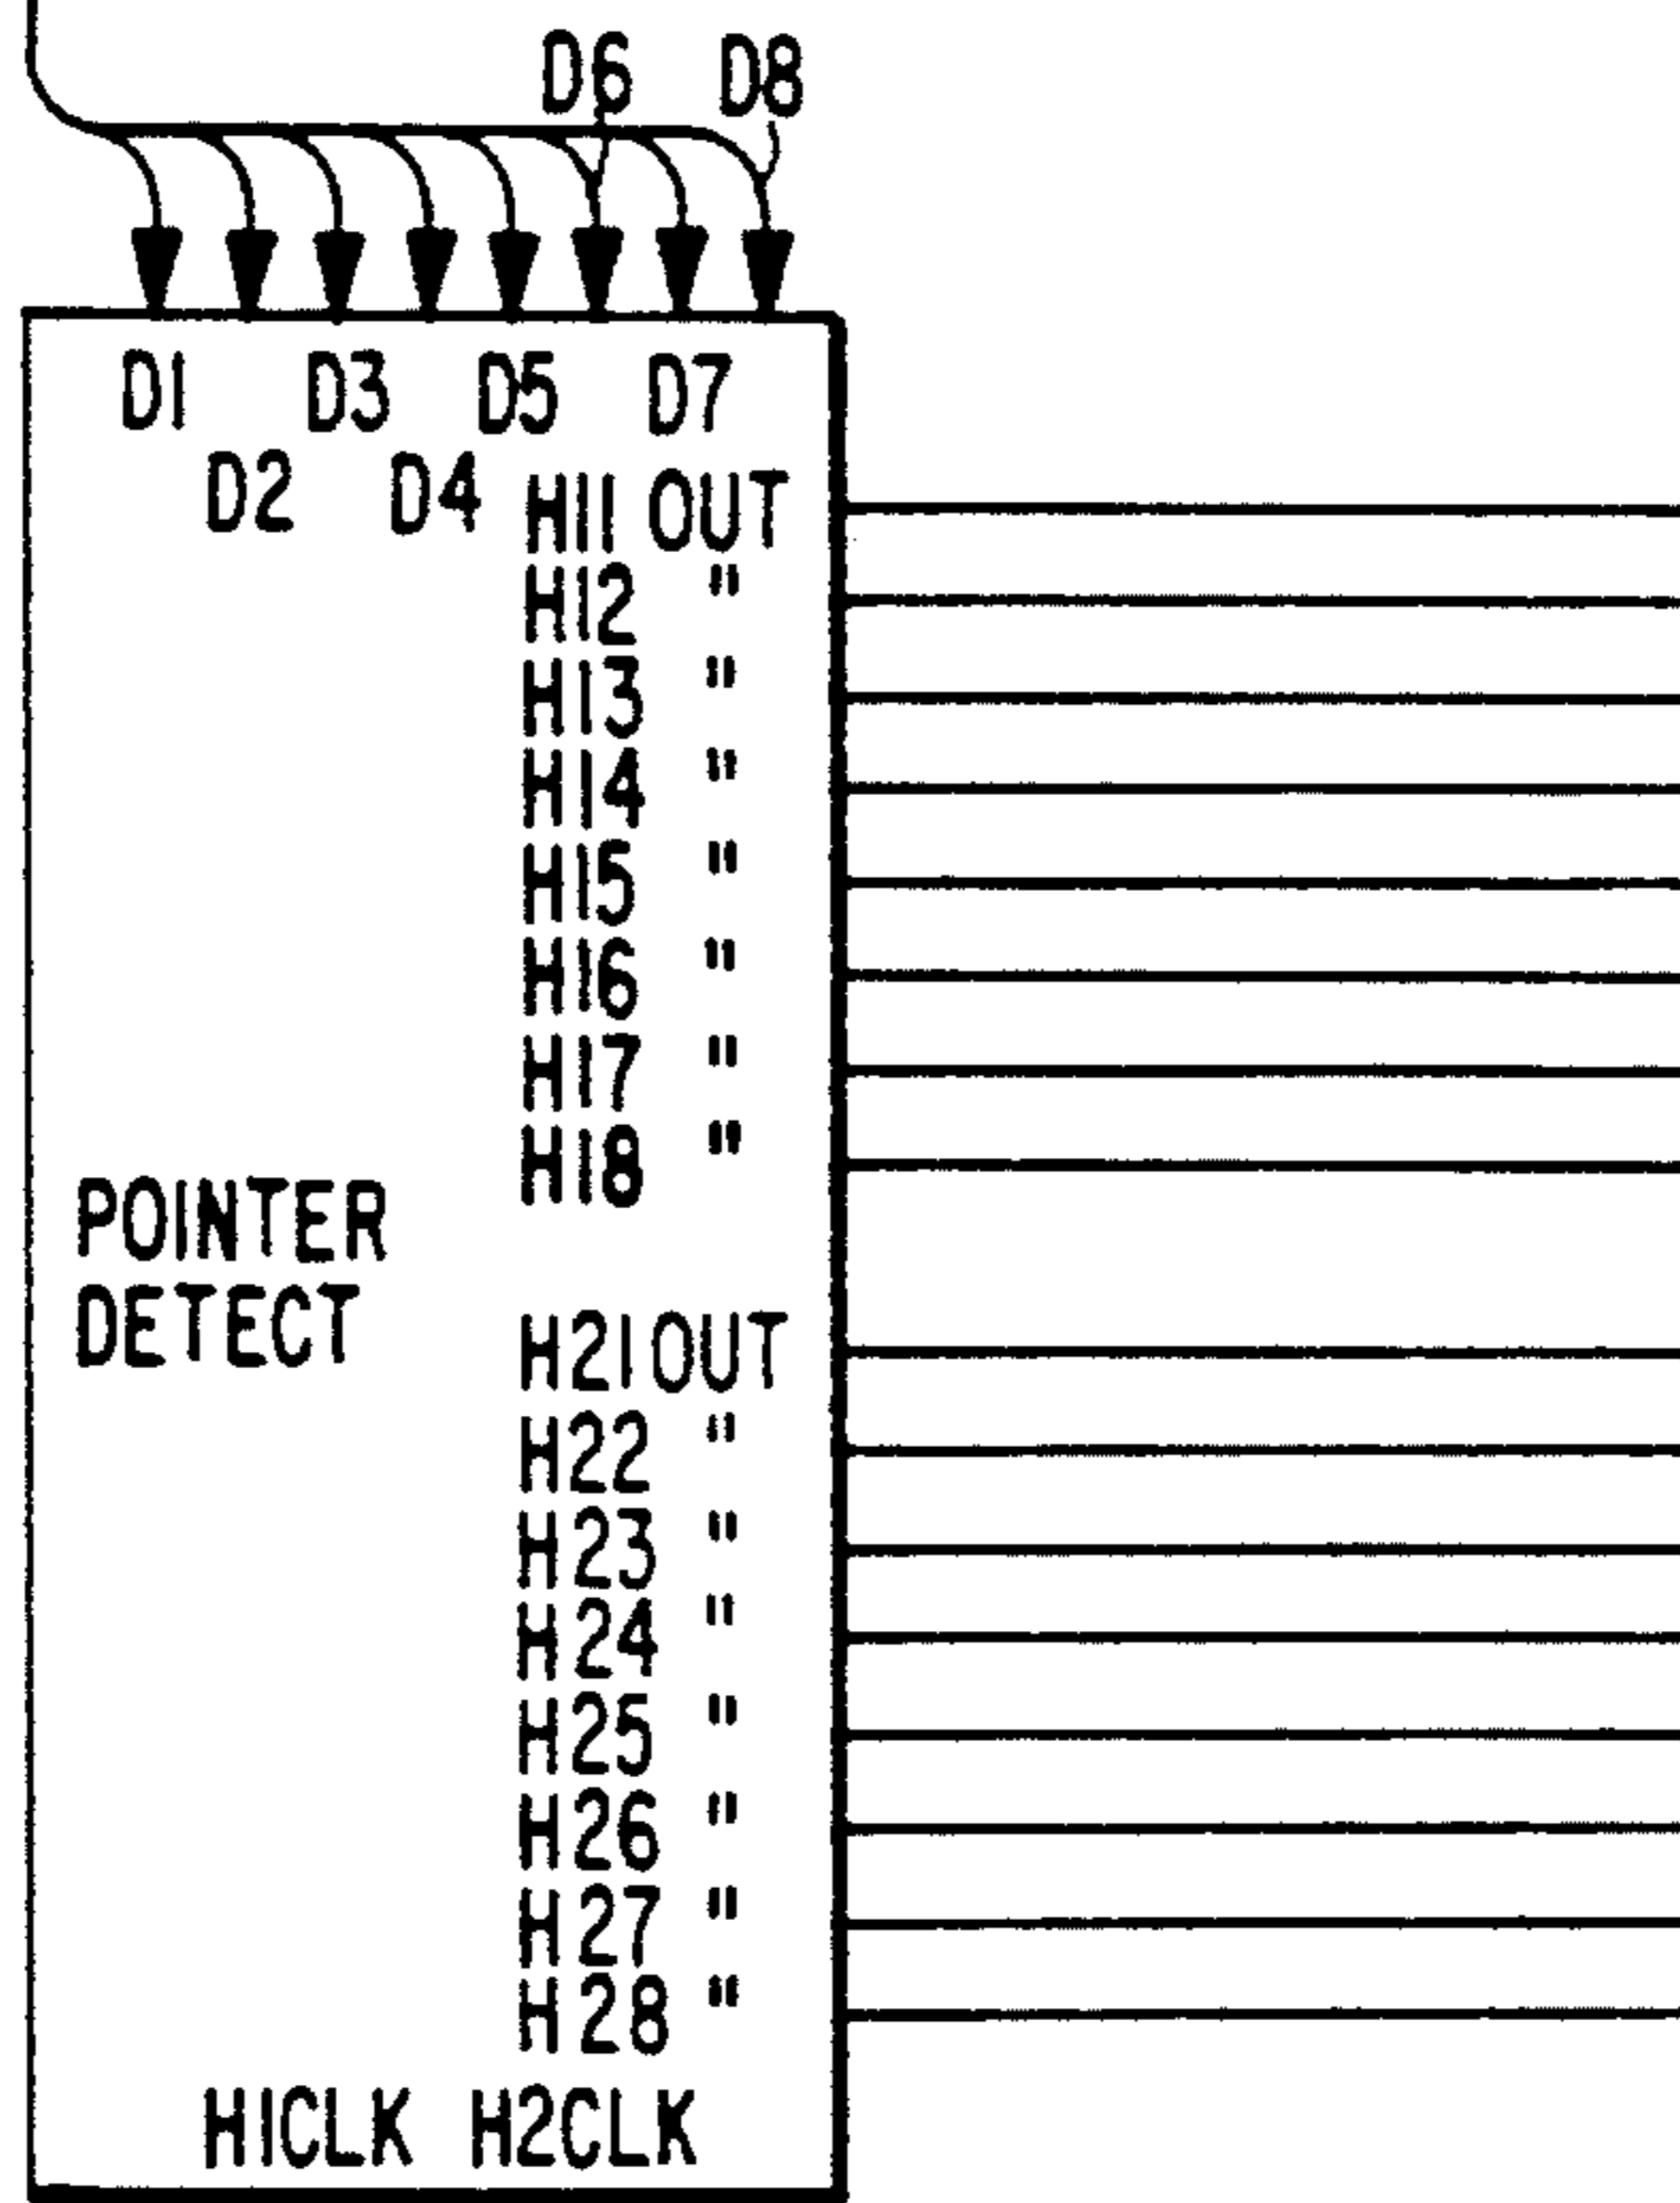 D6 D8
D1 D3 D5 D7
D2 D4
H11 OUT
H12 "
H13 "
H14 "
H15 "
H16 "
H17 "
H18 "
POINTER
DETECT
H21 OUT
H22 "
H23 "
H24 "
H25 "
H26 "
H27 "
H28 "
H1CLK H2CLK